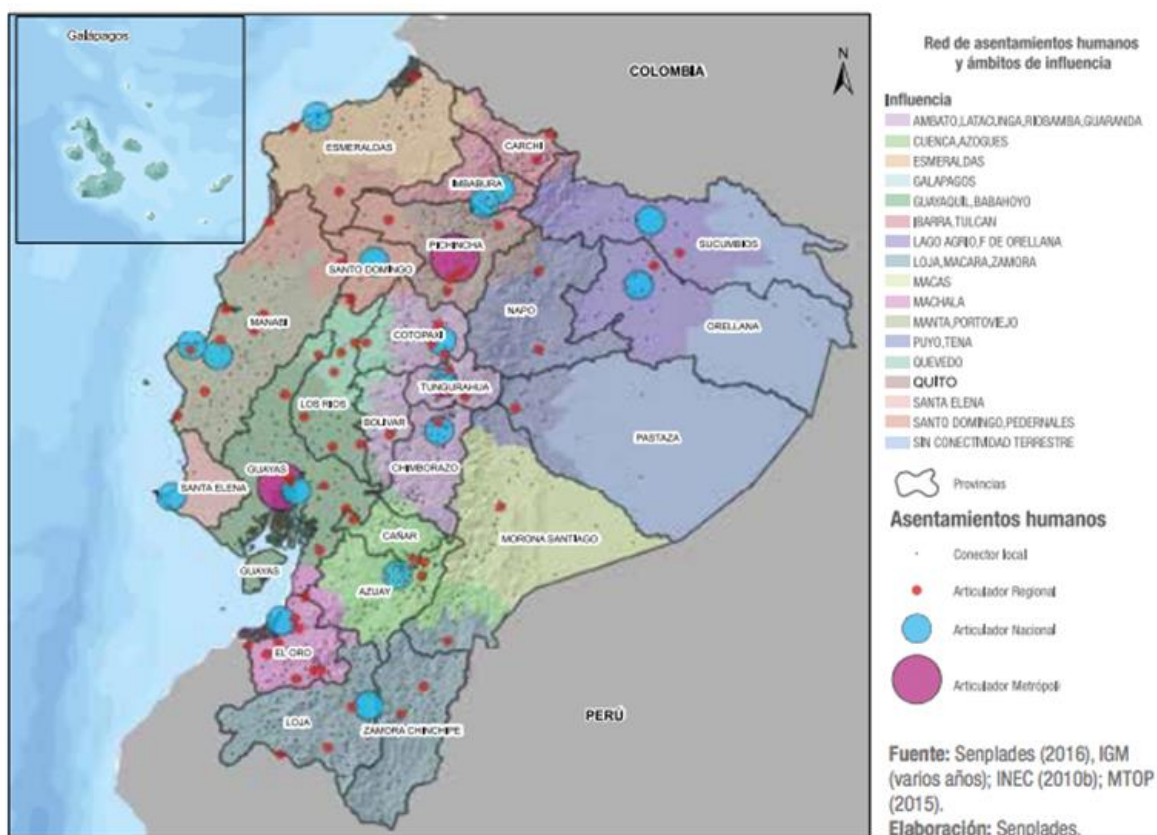 Galápagos
N
COLOMBIA
ESMERALDAS
CARCHI
IMBABURA
SUCUMBIOS
PICHINCHA
SANTO DOMINGO
NAPO
ORELLANA
MANABI
COTOPAXI
TUNGURAHUA
LOS RIOS
BOLIVAR
PASTAZA
CHIMBORAZO
GUAYAS
SANTA ELENA
CAÑAR
MORONA SANTIAGO
GUAYAS
AZUAY
EL ORO
LOJA
ZAMORA CHINCHIPE
PERÚ
Red de asentamientos humanos
y ámbitos de influencia
Influencia
AMBATO,LATACUNGA,RIOBAMBA,GUARANDA
CUENCA,AZOGUES
ESMERALDAS
GALAPAGOS
GUAYAQUIL,BABAHOYO
IBARRA,TULCAN
LAGO AGRIO,F DE ORELLANA
LOJA,MACARA,ZAMORA
MACAS
MACHALA
MANTA,PORTOVIEJO
PUYO,TENA
QUEVEDO
QUITO
SANTA ELENA
SANTO DOMINGO,PEDERNALES
SIN CONECTIVIDAD TERRESTRE
Provincias
Asentamientos humanos
Conector local
Articulador Regional
Articulador Nacional
Articulador Metrópoli
Fuente: Senplades (2016), IGM
(varios años); INEC (2010b); MTOP
(2015).
Elaboración: Senplades.